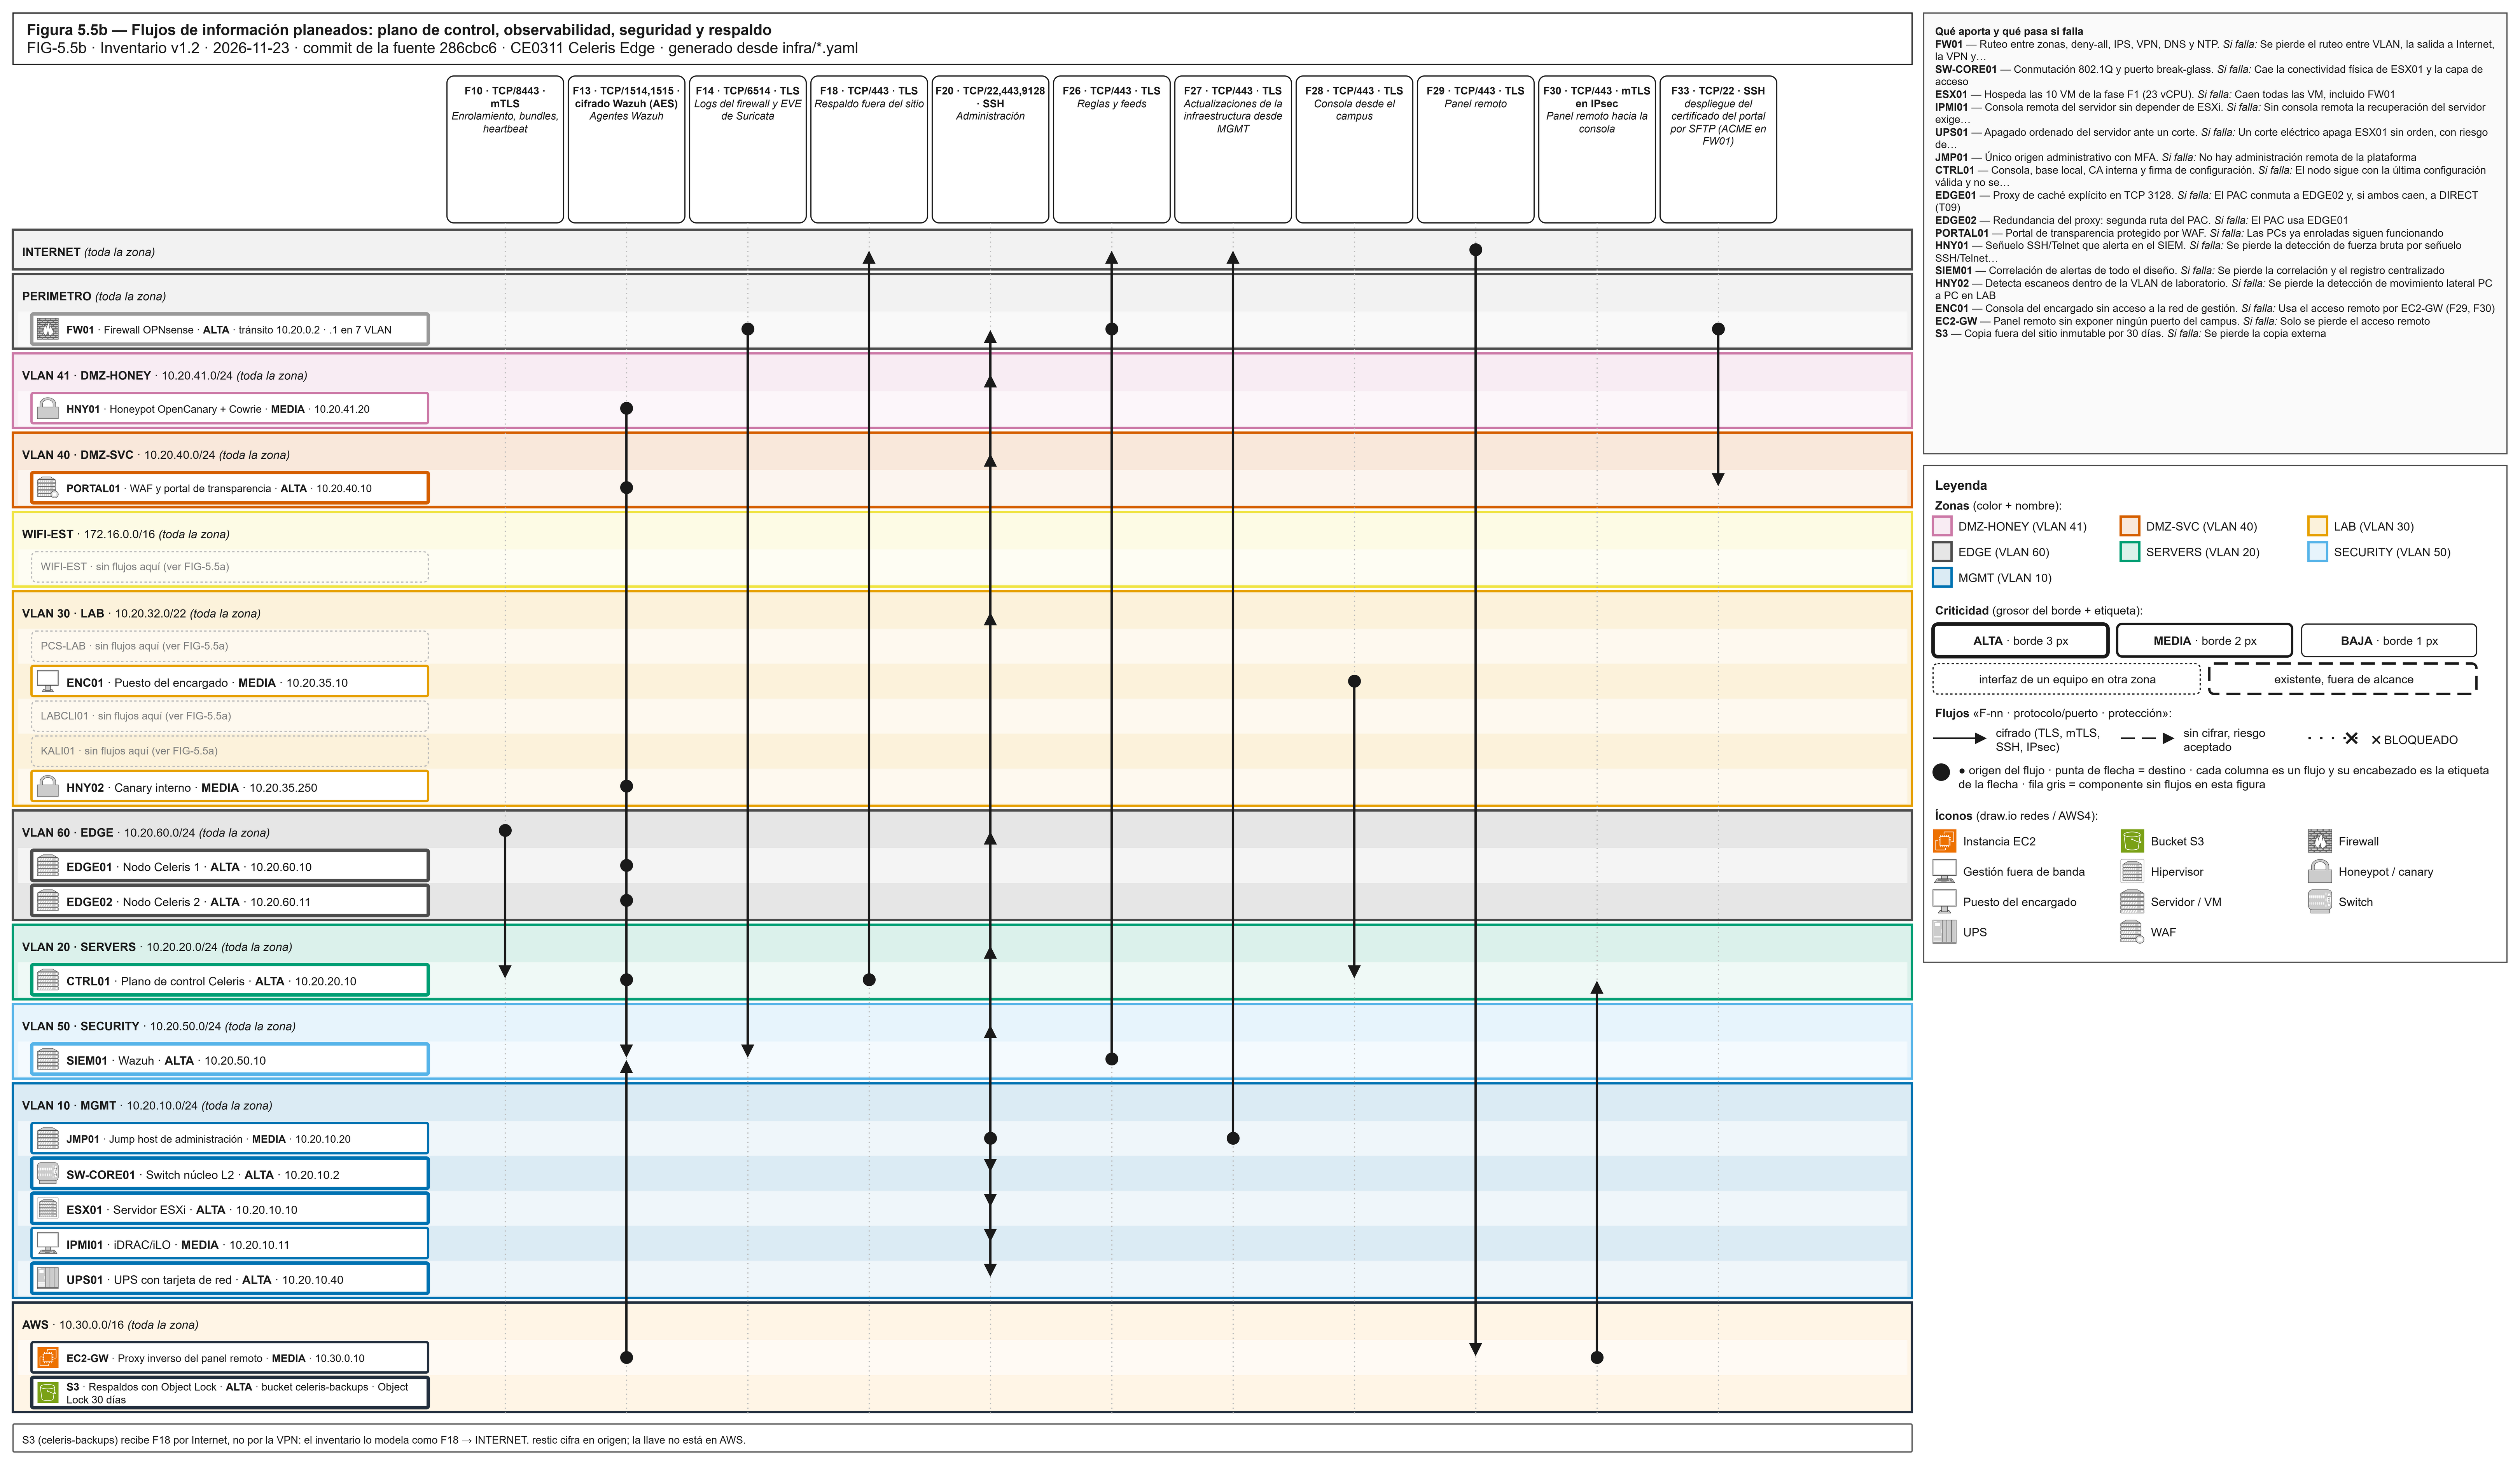 Figura 5.5b — Flujos de información planeados: plano de control, observabilidad, seguridad y respaldo
FIG-5.5b · Inventario v1.2 · 2026-11-23 · commit de la fuente 286cbc6 · CE0311 Celeris Edge · generado desde infra/*.yaml
F10 · TCP/8443 ·
mTLS
Enrolamiento, bundles,
heartbeat
F13 · TCP/1514,1515 ·
cifrado Wazuh (AES)
Agentes Wazuh
F14 · TCP/6514 · TLS
Logs del firewall y EVE
de Suricata
F18 · TCP/443 · TLS
Respaldo fuera del sitio
F20 · TCP/22,443,9128
· SSH
Administración
F26 · TCP/443 · TLS
Reglas y feeds
F27 · TCP/443 · TLS
Actualizaciones de la
infraestructura desde
MGMT
F28 · TCP/443 · TLS
Consola desde el
campus
F29 · TCP/443 · TLS
Panel remoto
F30 · TCP/443 · mTLS
en IPsec
Panel remoto hacia la
consola
F33 · TCP/22 · SSH
despliegue del
certificado del portal
por SFTP (ACME en
FW01)
INTERNET (toda la zona)
PERIMETRO (toda la zona)
FW01 · Firewall OPNsense · ALTA · tránsito 10.20.0.2 · .1 en 7 VLAN
VLAN 41 · DMZ-HONEY · 10.20.41.0/24 (toda la zona)
HNY01 · Honeypot OpenCanary + Cowrie · MEDIA · 10.20.41.20
VLAN 40 · DMZ-SVC · 10.20.40.0/24 (toda la zona)
PORTAL01 · WAF y portal de transparencia · ALTA · 10.20.40.10
WIFI-EST · 172.16.0.0/16 (toda la zona)
WIFI-EST · sin flujos aquí (ver FIG-5.5a)
VLAN 30 · LAB · 10.20.32.0/22 (toda la zona)
PCS-LAB · sin flujos aquí (ver FIG-5.5a)
ENC01 · Puesto del encargado · MEDIA · 10.20.35.10
LABCLI01 · sin flujos aquí (ver FIG-5.5a)
KALI01 · sin flujos aquí (ver FIG-5.5a)
HNY02 · Canary interno · MEDIA · 10.20.35.250
VLAN 60 · EDGE · 10.20.60.0/24 (toda la zona)
EDGE01 · Nodo Celeris 1 · ALTA · 10.20.60.10
EDGE02 · Nodo Celeris 2 · ALTA · 10.20.60.11
VLAN 20 · SERVERS · 10.20.20.0/24 (toda la zona)
CTRL01 · Plano de control Celeris · ALTA · 10.20.20.10
VLAN 50 · SECURITY · 10.20.50.0/24 (toda la zona)
SIEM01 · Wazuh · ALTA · 10.20.50.10
VLAN 10 · MGMT · 10.20.10.0/24 (toda la zona)
JMP01 · Jump host de administración · MEDIA · 10.20.10.20
SW-CORE01 · Switch núcleo L2 · ALTA · 10.20.10.2
ESX01 · Servidor ESXi · ALTA · 10.20.10.10
IPMI01 · iDRAC/iLO · MEDIA · 10.20.10.11
UPS01 · UPS con tarjeta de red · ALTA · 10.20.10.40
AWS · 10.30.0.0/16 (toda la zona)
EC2-GW · Proxy inverso del panel remoto · MEDIA · 10.30.0.10
S3 · Respaldos con Object Lock · ALTA · bucket celeris-backups · Object
Lock 30 días
S3 (celeris-backups) recibe F18 por Internet, no por la VPN: el inventario lo modela como F18 → INTERNET. restic cifra en origen; la llave no está en AWS.
Qué aporta y qué pasa si falla
FW01 — Ruteo entre zonas, deny-all, IPS, VPN, DNS y NTP. Si falla: Se pierde el ruteo entre VLAN, la salida a Internet,
la VPN y…
SW-CORE01 — Conmutación 802.1Q y puerto break-glass. Si falla: Cae la conectividad física de ESX01 y la capa de
acceso
ESX01 — Hospeda las 10 VM de la fase F1 (23 vCPU). Si falla: Caen todas las VM, incluido FW01
IPMI01 — Consola remota del servidor sin depender de ESXi. Si falla: Sin consola remota la recuperación del servidor
exige…
UPS01 — Apagado ordenado del servidor ante un corte. Si falla: Un corte eléctrico apaga ESX01 sin orden, con riesgo
de…
JMP01 — Único origen administrativo con MFA. Si falla: No hay administración remota de la plataforma
CTRL01 — Consola, base local, CA interna y firma de configuración. Si falla: El nodo sigue con la última configuración
válida y no se…
EDGE01 — Proxy de caché explícito en TCP 3128. Si falla: El PAC conmuta a EDGE02 y, si ambos caen, a DIRECT
(T09)
EDGE02 — Redundancia del proxy: segunda ruta del PAC. Si falla: El PAC usa EDGE01
PORTAL01 — Portal de transparencia protegido por WAF. Si falla: Las PCs ya enroladas siguen funcionando
HNY01 — Señuelo SSH/Telnet que alerta en el SIEM. Si falla: Se pierde la detección de fuerza bruta por señuelo
SSH/Telnet…
SIEM01 — Correlación de alertas de todo el diseño. Si falla: Se pierde la correlación y el registro centralizado
HNY02 — Detecta escaneos dentro de la VLAN de laboratorio. Si falla: Se pierde la detección de movimiento lateral PC
a PC en LAB
ENC01 — Consola del encargado sin acceso a la red de gestión. Si falla: Usa el acceso remoto por EC2-GW (F29, F30)
EC2-GW — Panel remoto sin exponer ningún puerto del campus. Si falla: Solo se pierde el acceso remoto
S3 — Copia fuera del sitio inmutable por 30 días. Si falla: Se pierde la copia externa
Leyenda
Zonas (color + nombre):
DMZ-HONEY (VLAN 41)
DMZ-SVC (VLAN 40)
LAB (VLAN 30)
EDGE (VLAN 60)
SERVERS (VLAN 20)
SECURITY (VLAN 50)
MGMT (VLAN 10)
Criticidad (grosor del borde + etiqueta):
ALTA · borde 3 px
MEDIA · borde 2 px
BAJA · borde 1 px
interfaz de un equipo en otra zona
existente, fuera de alcance
Flujos «F-nn · protocolo/puerto · protección»:
cifrado (TLS, mTLS,
SSH, IPsec)
sin cifrar, riesgo
aceptado
✕ BLOQUEADO
● origen del flujo · punta de flecha = destino · cada columna es un flujo y su encabezado es la etiqueta
de la flecha · fila gris = componente sin flujos en esta figura
Íconos (draw.io redes / AWS4):
Instancia EC2
Bucket S3
Firewall
Gestión fuera de banda
Hipervisor
Honeypot / canary
Puesto del encargado
Servidor / VM
Switch
UPS
WAF